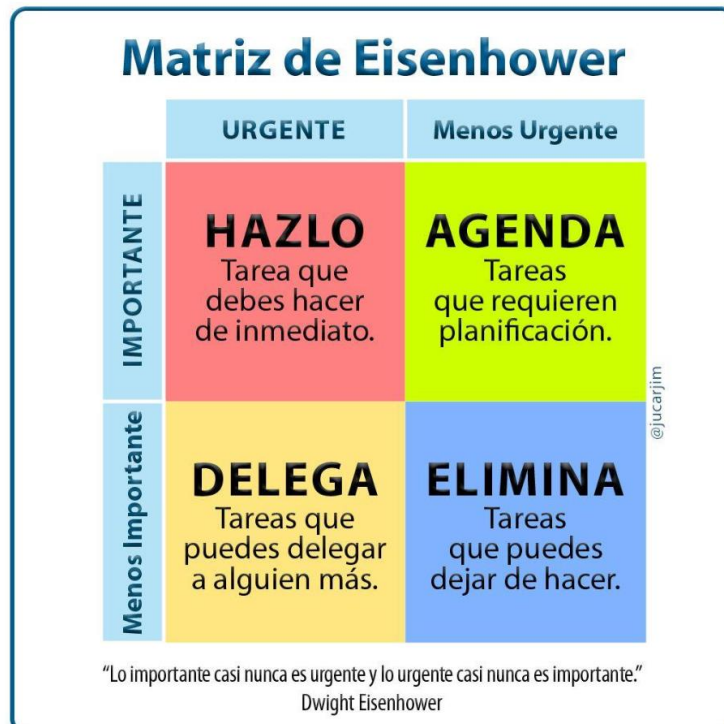 Matriz de Eisenhower
URGENTE
Menos Urgente
IMPORTANTE
HAZLO
Tarea que
debes hacer
de inmediato.
AGENDA
Tareas
que requieren
planificación.
@jucarjim
Menos Importante
DELEGA
Tareas que
puedes delegar
a alguien más.
ELIMINA
Tareas
que puedes
dejar de hacer.
“Lo importante casi nunca es urgente y lo urgente casi nunca es importante.”
Dwight Eisenhower